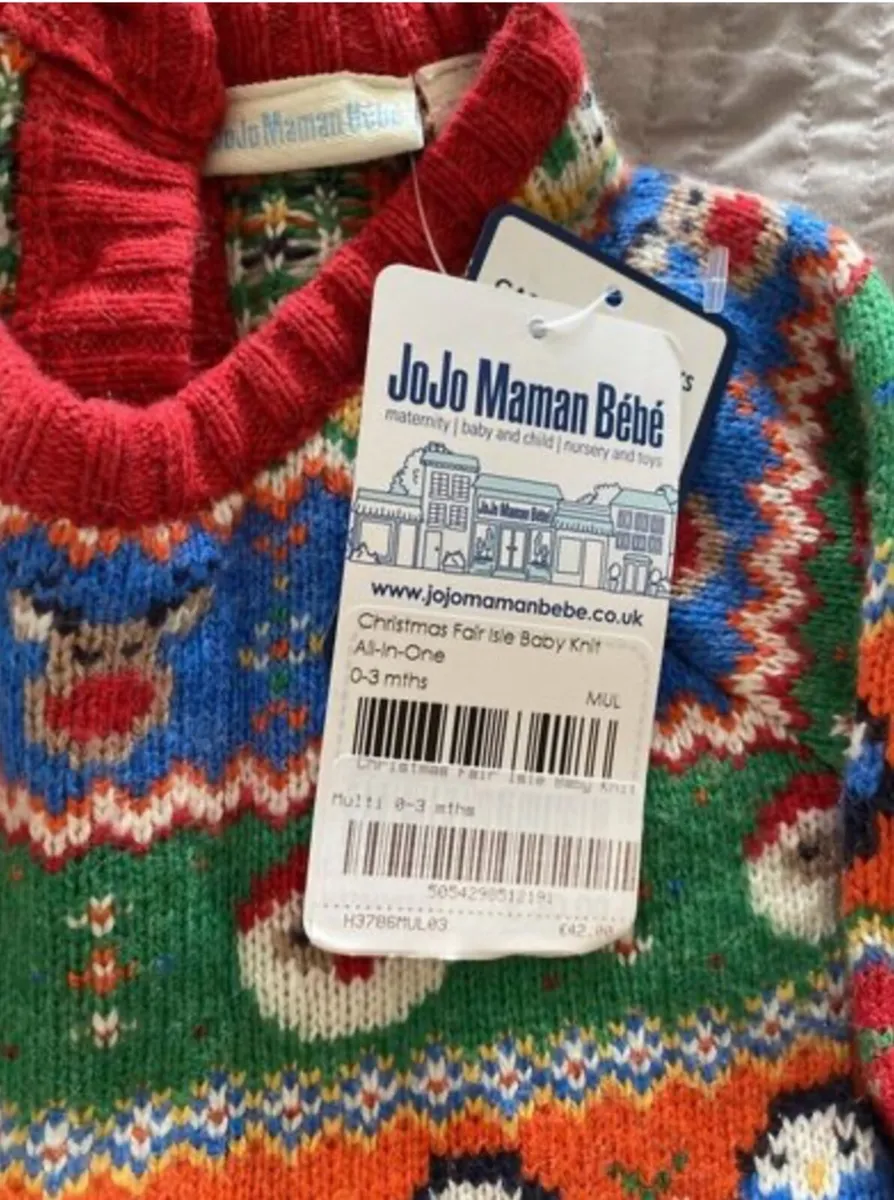 JoJo Maman Bébé
JoJo Maman Bébé
maternity | baby and child | nursery and toys
JoJo Maman Bébé
www.jojomamanbebe.co.uk
Christmas Fair Isle Baby Knit
All-In-One
0-3 mths
MUL
Christmas Fair Isle Baby Knit
Multi 0-3 mths
5054298512191
H3786MUL03
£42.00